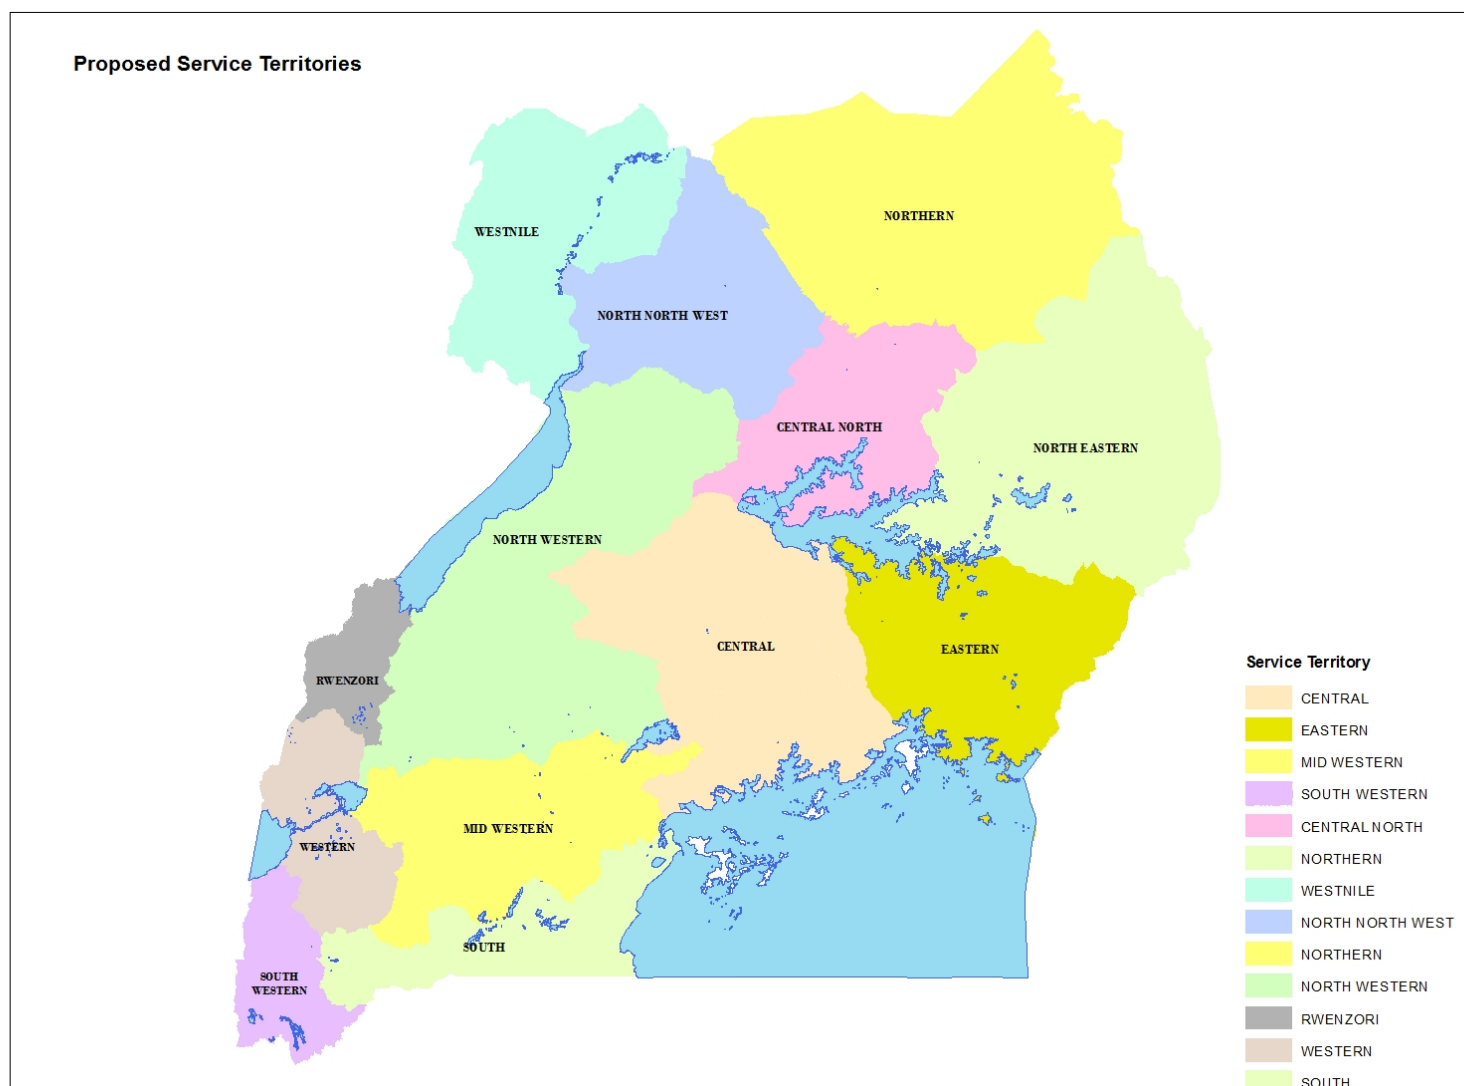 Proposed Service Territories
NORTHERN
WESTNILE
NORTH NORTH WEST
CENTRAL NORTH
NORTH EASTERN
NORTH WESTERN
CENTRAL
EASTERN
RWENZORI
MID WESTERN
WESTERN
SOUTH
SOUTH
WESTERN
Service Territory
CENTRAL
EASTERN
MID WESTERN
SOUTH WESTERN
CENTRAL NORTH
NORTHERN
WESTNILE
NORTH NORTH WEST
NORTHERN
NORTH WESTERN
RWENZORI
WESTERN
SOUTH